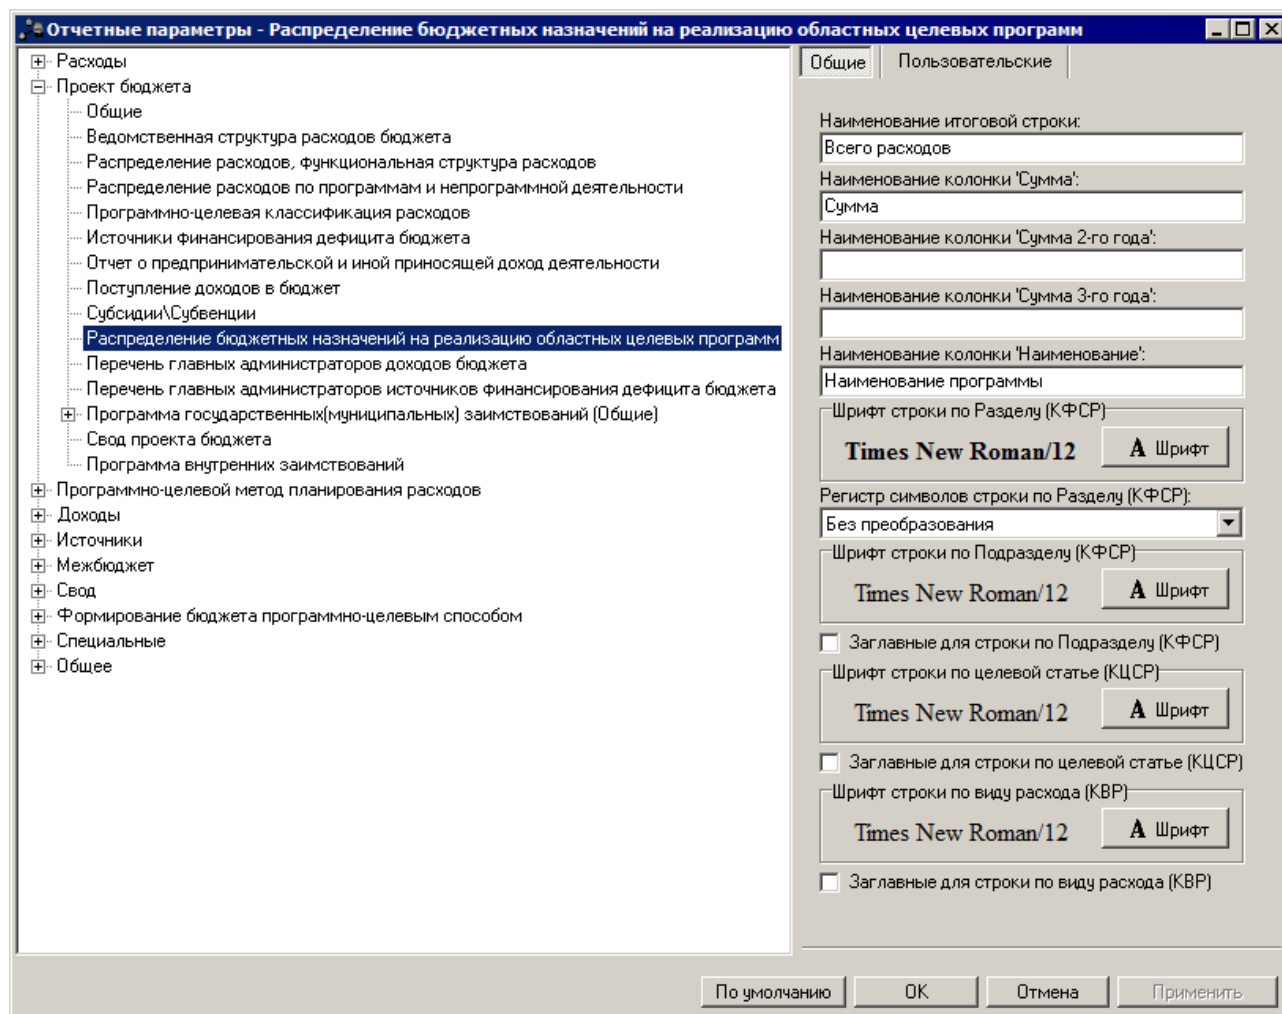 Отчетные параметры - Распределение бюджетных назначений на реализацию областных целевых программ
Расходы
Проект бюджета
Общие
Ведомственная структура расходов бюджета
Распределение расходов, функциональная структура расходов
Распределение расходов по программам и непрограммной деятельности
Программно-целевая классификация расходов
Источники финансирования дефицита бюджета
Отчет о предпринимательской и иной приносящей доход деятельности
Поступление доходов в бюджет
Субсидии\Субвенции
Распределение бюджетных назначений на реализацию областных целевых программ
Перечень главных администраторов доходов бюджета
Перечень главных администраторов источников финансирования дефицита бюджета
Программа государственных(муниципальных) заимствований (Общие)
Свод проекта бюджета
Программа внутренних заимствований
Программно-целевой метод планирования расходов
Доходы
Источники
Межбюджет
Свод
Формирование бюджета программно-целевым способом
Специальные
Общее
Общие
Пользовательские
Наименование итоговой строки:
Всего расходов
Наименование колонки 'Сумма':
Сумма
Наименование колонки 'Сумма 2-го года':
Наименование колонки 'Сумма 3-го года':
Наименование колонки 'Наименование':
Наименование программы
Шрифт строки по Разделу (КФСР)
Times New Roman/12
А Шрифт
Регистр символов строки по Разделу (КФСР):
Без преобразования
Шрифт строки по Подразделу (КФСР)
Times New Roman/12
А Шрифт
Заглавные для строки по Подразделу (КФСР)
Шрифт строки по целевой статье (КЦСР)
Times New Roman/12
А Шрифт
Заглавные для строки по целевой статье (КЦСР)
Шрифт строки по виду расхода (КВР)
Times New Roman/12
А Шрифт
Заглавные для строки по виду расхода (КВР)
По умолчанию
OK
Отмена
Применить